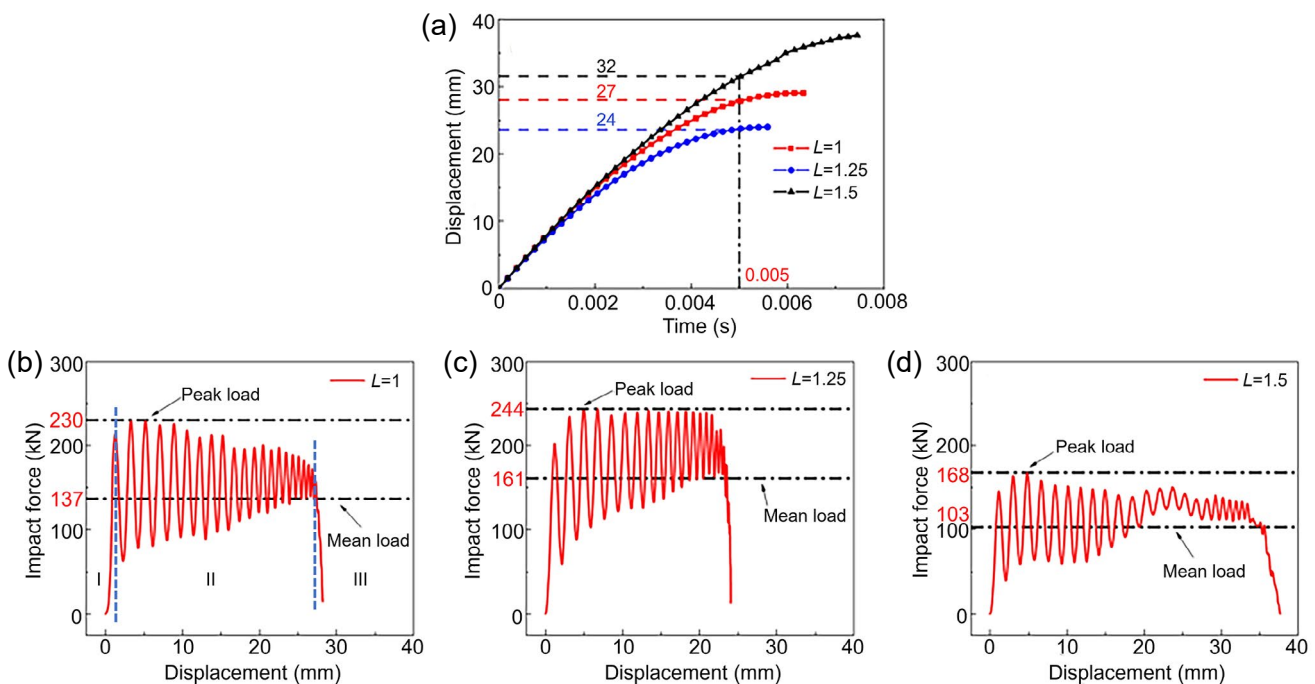 (a)
Displacement (mm)
40
30
20
10
0
32
27
24
L=1
L=1.25
L=1.5
0.005
0 0.002 0.004 0.006 0.008
Time (s)
(b)
Impact force (kN)
300
230
200
137
100
0
Peak load
L=1
Mean load
I II III
0 10 20 30 40
Displacement (mm)
(c)
Impact force (kN)
300
244
200
161
100
0
Peak load
L=1.25
Mean load
0 10 20 30 40
Displacement (mm)
(d)
Impact force (kN)
300
200
168
103
100
0
L=1.5
Peak load
Mean load
0 10 20 30 40
Displacement (mm)